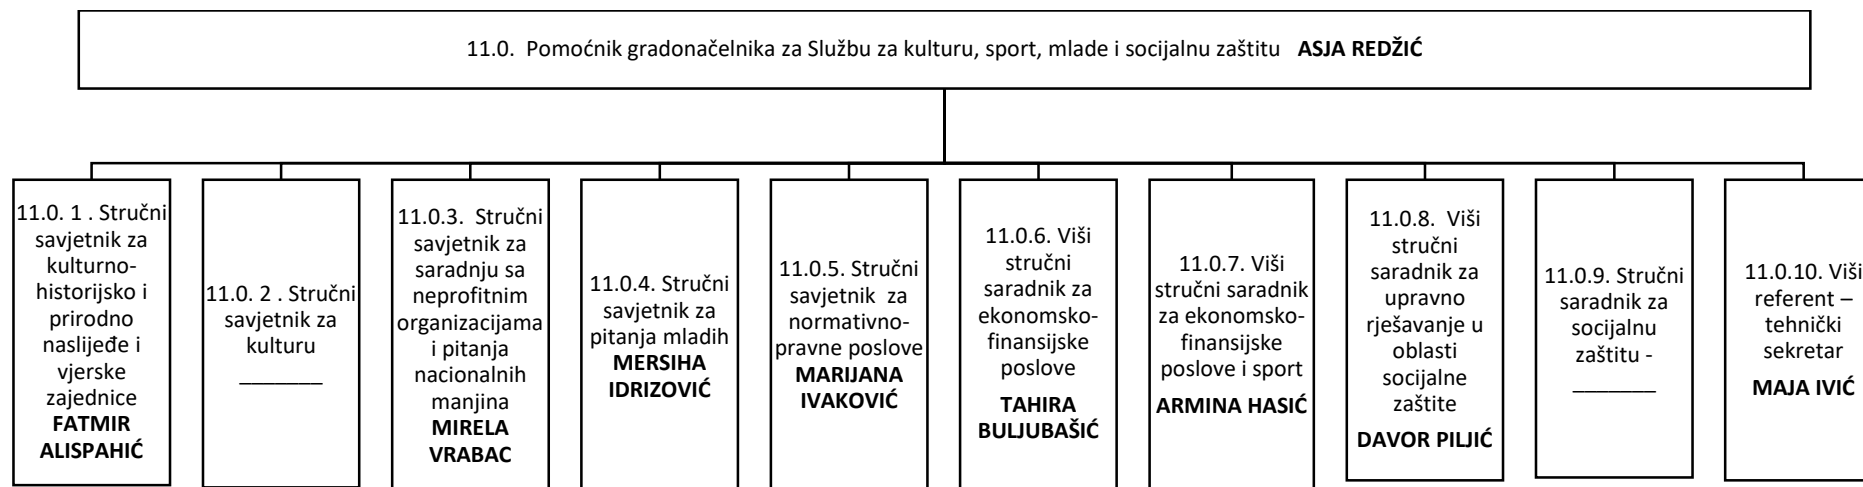 11.0. Pomoćnik gradonačelnika za Službu za kulturu, sport, mlade i socijalnu zaštitu ASJA REDŽIĆ
11.0. 1 . Stručni
savjetnik za
kulturno-
historijsko i
prirodno
naslijeđe i
vjerske
zajednice
FATMIR
ALISPAHIĆ
11.0. 2 . Stručni
savjetnik za
kulturu
_______
11.0.3. Stručni
savjetnik za
saradnju sa
neprofitnim
organizacijama
i pitanja
nacionalnih
manjina
MIRELA
VRABAC
11.0.4. Stručni
savjetnik za
pitanja mladih
MERSIHA
IDRIZOVIĆ
11.0.5. Stručni
savjetnik za
normativno-
pravne poslove
MARIJANA
IVAKOVIĆ
11.0.6. Viši
stručni
saradnik za
ekonomsko-
finansijske
poslove
TAHIRA
BULJUBAŠIĆ
11.0.7. Viši
stručni saradnik
za ekonomsko-
finansijske
poslove i sport
ARMINA HASIĆ
11.0.8. Viši
stručni
saradnik za
upravno
rješavanje u
oblasti
socijalne
zaštite
DAVOR PILJIĆ
11.0.9. Stručni
saradnik za
socijalnu
zaštitu -
_______
11.0.10. Viši
referent –
tehnički
sekretar
MAJA IVIĆ